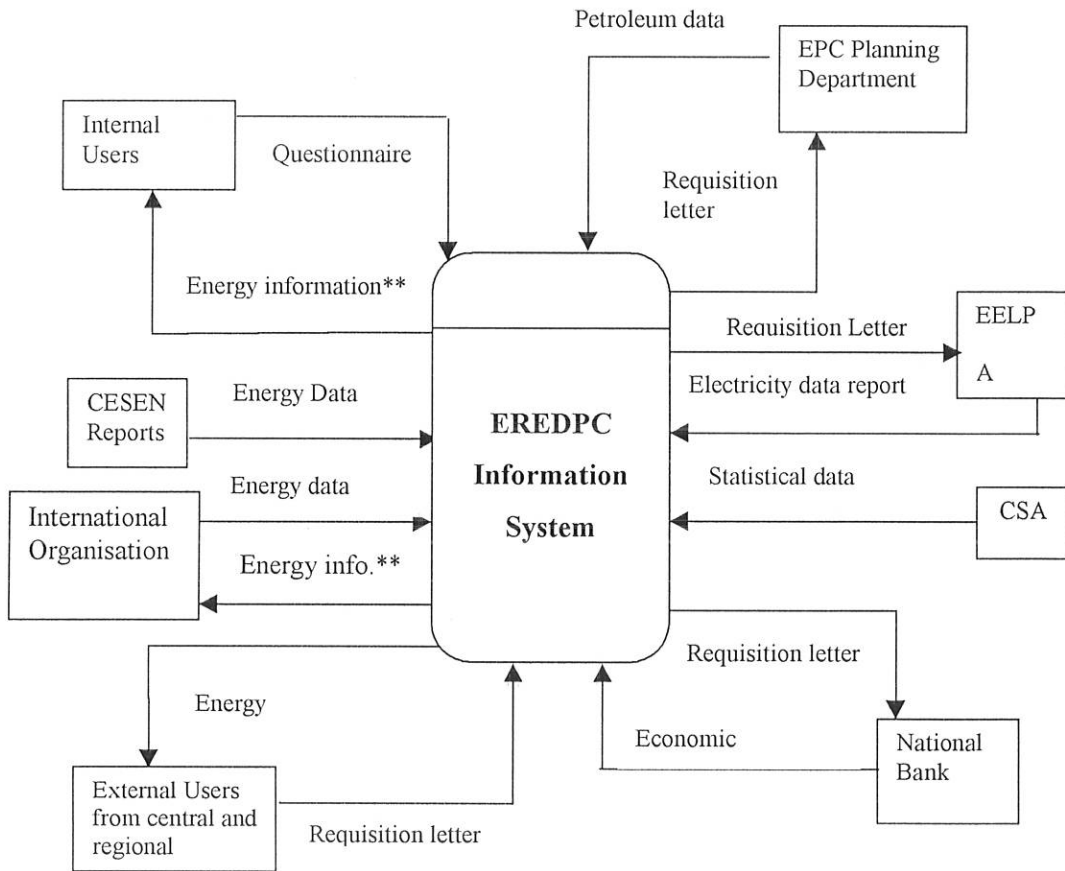 Petroleum data
EPC Planning
Department
Internal
Users
Questionnaire
Requisition
letter
Energy information**
Requisition Letter
EELP
A
Electricity data report
CESEN
Reports
Energy Data
EREDPC
Information
System
Energy data
Statistical data
International
Organisation
CSA
Energy info.**
Requisition letter
Energy
Economic
National
Bank
External Users
from central and
regional
Requisition letter